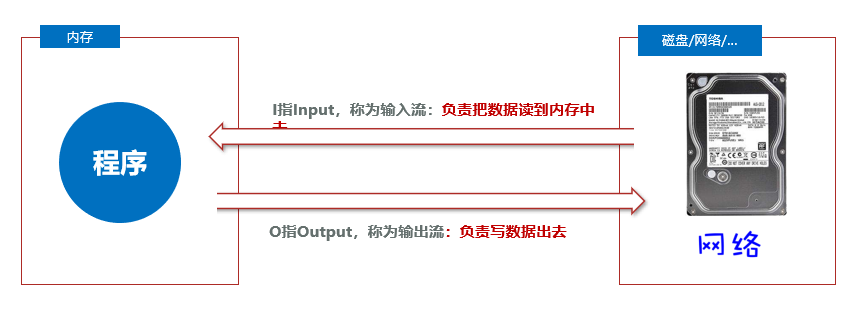 内存
磁盘/网络/...
I指Input，称为输入流：负责把数据读到内存中
去
程序
O指Output，称为输出流：负责写数据出去
网络